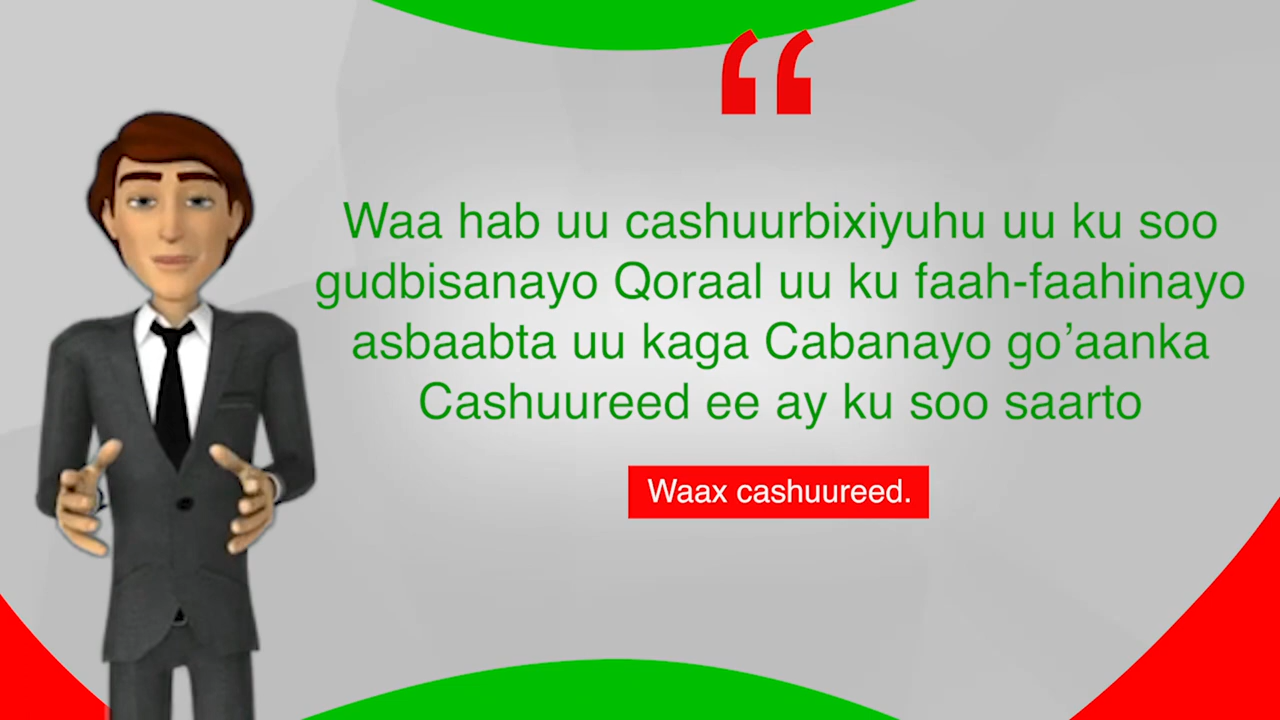 Waa hab uu cashuurbixiyuhu uu ku soo
gudbisanayo Qoraal uu ku faah-faahinayo
asbaabta uu kaga Cabanayo go’aanka
Cashuureed ee ay ku soo saarto
Waax cashuureed.